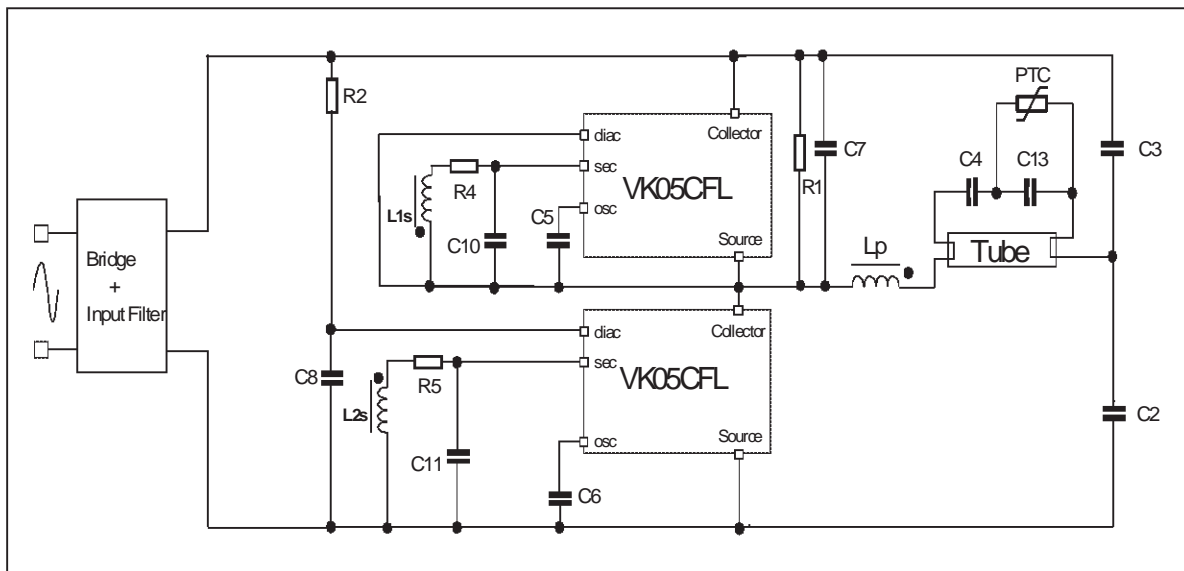 PTC
R2
diac
Collector
C7
C3
sec
C4
C13
R4
VK05CFL
R1
L1s
osc
C5
C10
Source
Lp
Tube
Bridge
+
Input Filter
diac
Collector
sec
C8
R5
VK05CFL
L2s
C2
osc
Source
C11
C6